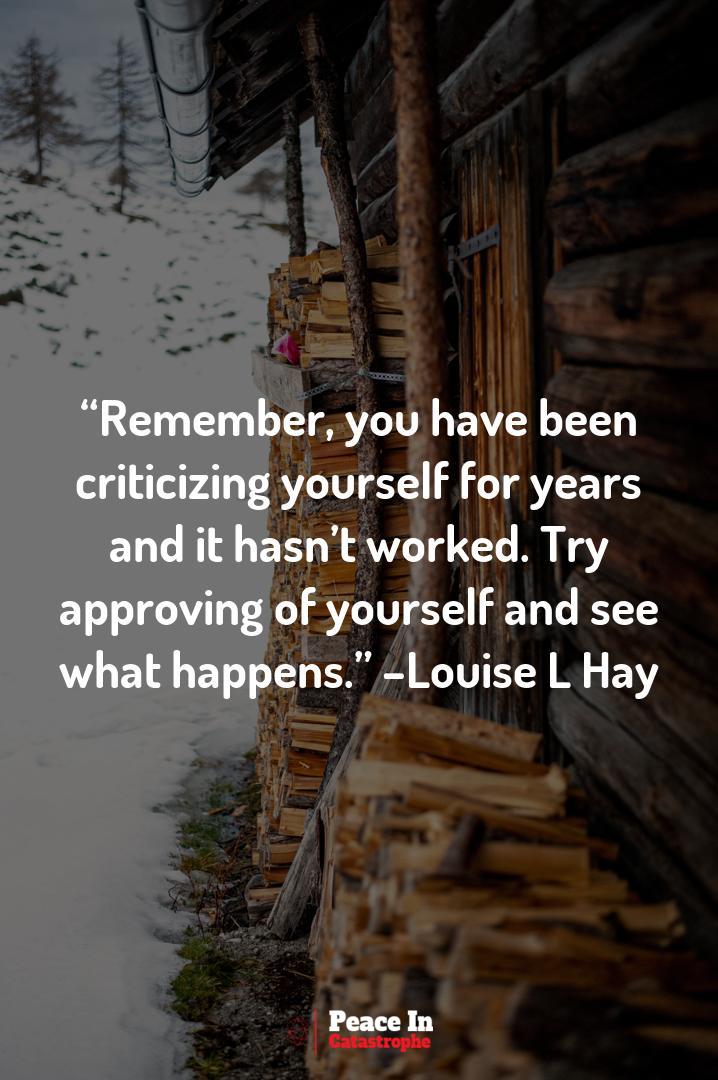 “Remember, you have been
criticizing yourself for years
and it hasn’t worked. Try
approving of yourself and see
what happens.” –Louise L Hay
Peace In
Catastrophe